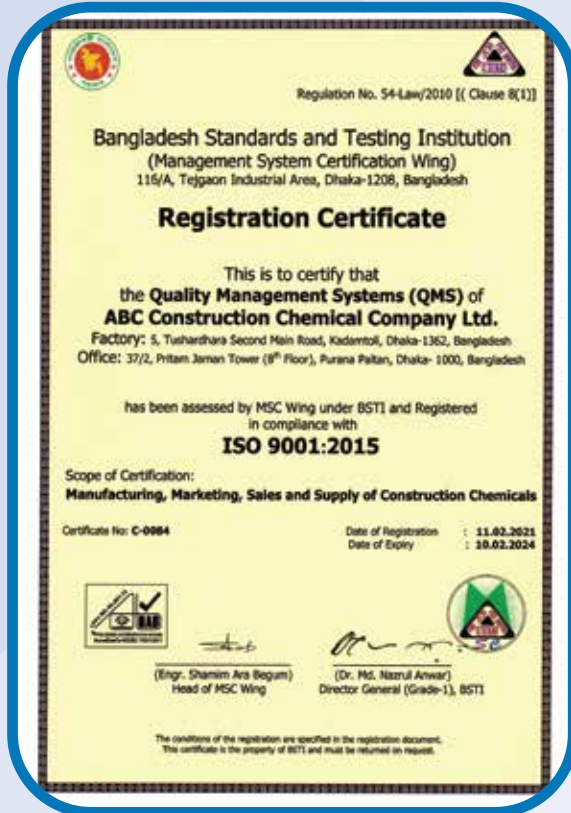 Regulation No. 54-Law/2010 [( Clause 8(1)]
Bangladesh Standards and Testing Institution
(Management System Certification Wing)
116/A, Tejgaon Industrial Area, Dhaka-1208, Bangladesh
Registration Certificate
This is to certify that
the Quality Management Systems (QMS) of
ABC Construction Chemical Company Ltd.
Factory: 5, Tushardhara Second Main Road, Kadamtoli, Dhaka-1362, Bangladesh
Office: 37/2, Pritam Jaman Tower (8th Floor), Purana Paltan, Dhaka- 1000, Bangladesh
has been assessed by MSC Wing under BSTI and Registered
in compliance with
ISO 9001:2015
Scope of Certification:
Manufacturing, Marketing, Sales and Supply of Construction Chemicals
Certificate No: C-0084
Date of Registration : 11.02.2021
Date of Expiry : 10.02.2024
BAB
(Engr. Shamim Ara Begum)
Head of MSC Wing
(Dr. Md. Nazrul Anwar)
Director General (Grade-1), BSTI
The conditions of the registration are specified in the registration document.
This certificate is the property of BSTI and must be returned on request.